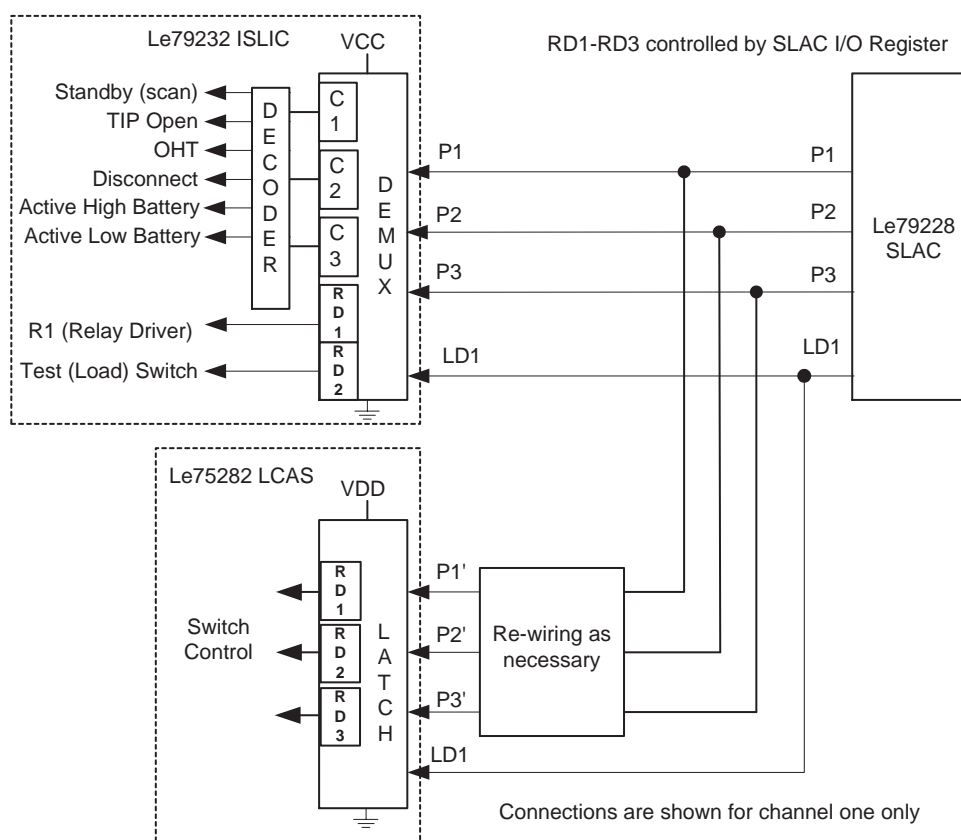 Le79232 ISLIC
VCC
RD1-RD3 controlled by SLAC I/O Register
Standby (scan)
TIP Open
OHT
Disconnect
Active High Battery
Active Low Battery
R1 (Relay Driver)
Test (Load) Switch
DECODER
C1
C2
C3
RD1
RD2
DEMUX
P1
P2
P3
LD1
P1
P2
P3
LD1
Le79228
SLAC
Le75282 LCAS
VDD
Switch
Control
RD1
RD2
RD3
LATCH
P1'
P2'
P3'
LD1
Re-wiring as
necessary
Connections are shown for channel one only